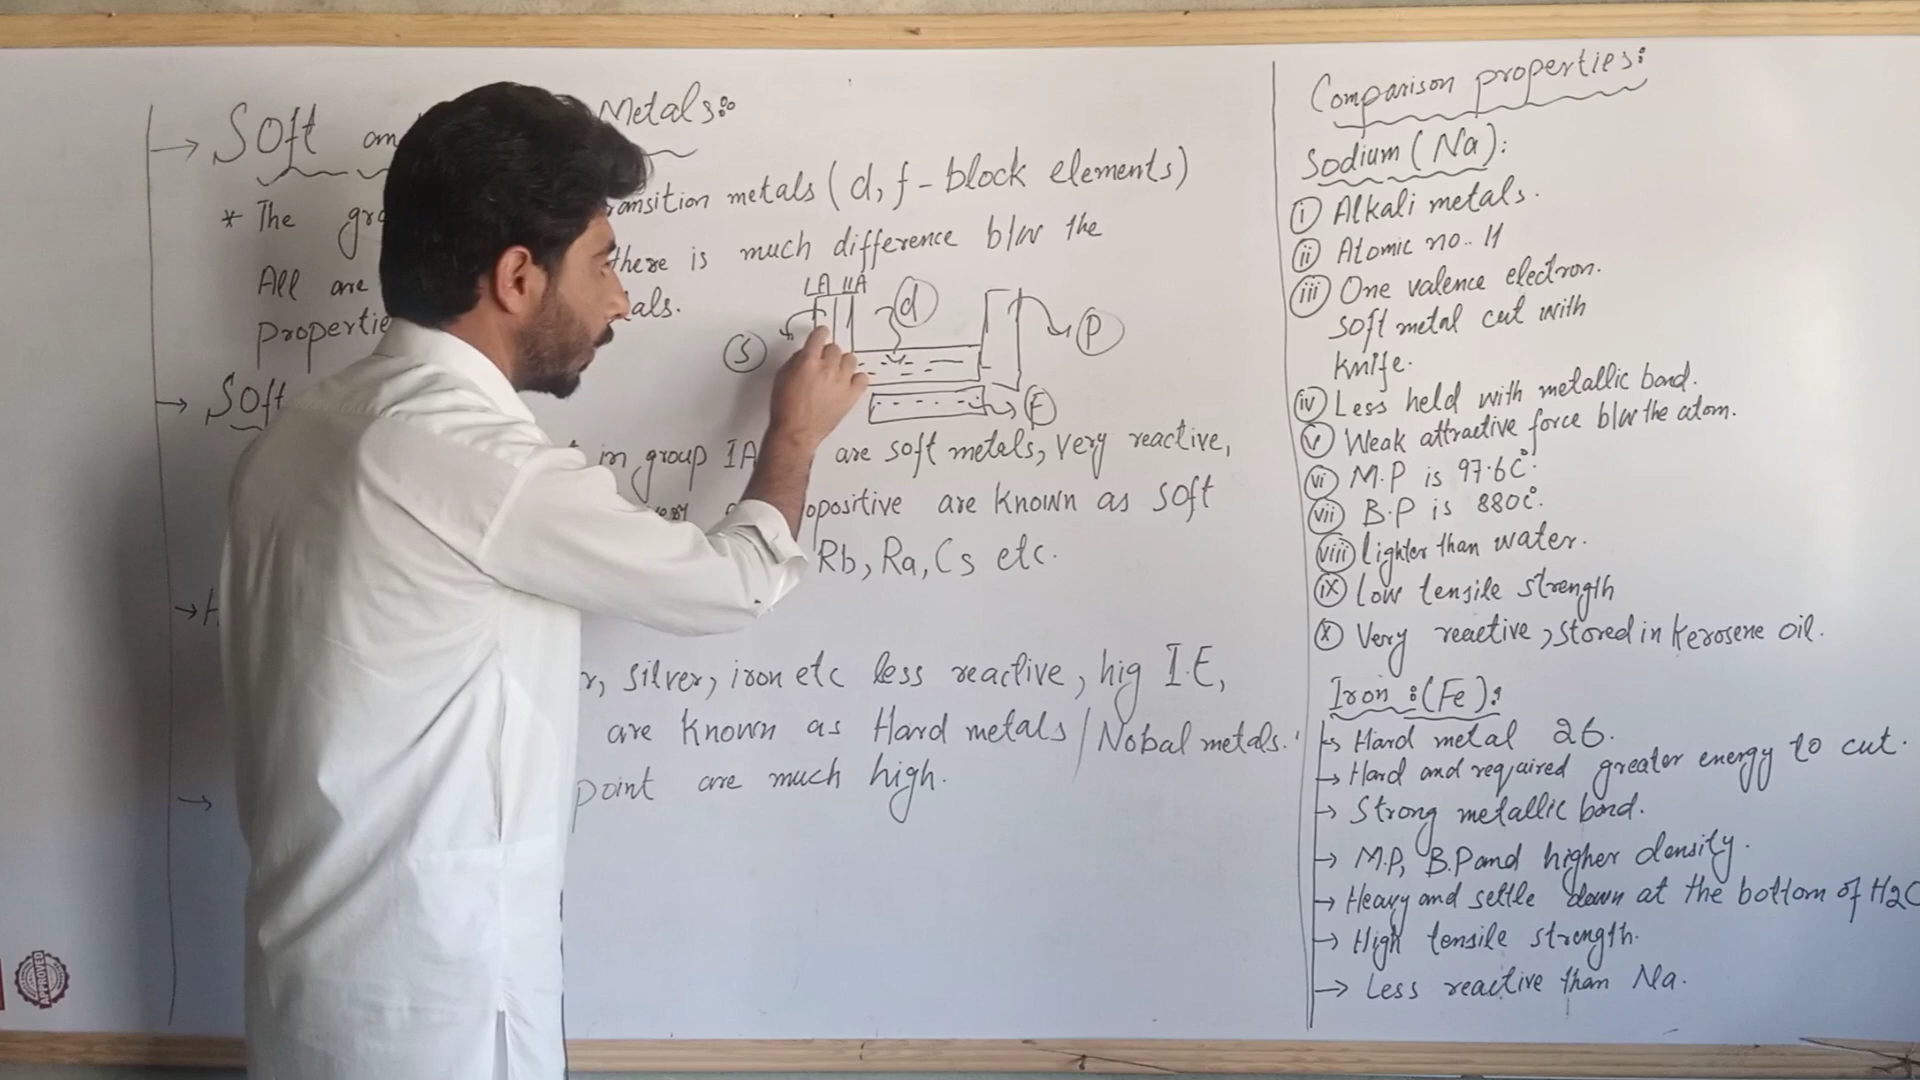 Soft Metals:
* The transition metals (d, f - block elements)
All are there is much difference b/w the
Properties
IA IIA
S d P
F
Soft
in group IA are soft metels, very reactive,
are known as soft
Rb, Ra, Cs etc.
silver, iron etc less reactive, hig I.E,
are known as Hard metals / Nobal metals.
point are much high.
Comparison properties:
Sodium (Na):
(i) Alkali metals.
(ii) Atomic no.. 11
(iii) One valence electron.
soft metal cut with
knife.
(iv) Less held with metallic bond.
(v) Weak attractive force b/w the atom.
(vi) M.P is 97.6C°.
(vii) B.P is 880C°.
(viii) lighter than water.
(ix) low tensile strength
(x) Very reactive, stored in kerosene oil.
Iron :(Fe):
→ Hard metal 26.
→ Hard and required greater energy to cut.
→ Strong metallic bond.
→ M.P, B.P and higher density.
→ Heavy and settle down at the bottom of H2O
→ High tensile strength.
→ Less reactive than Na.
APPROVED